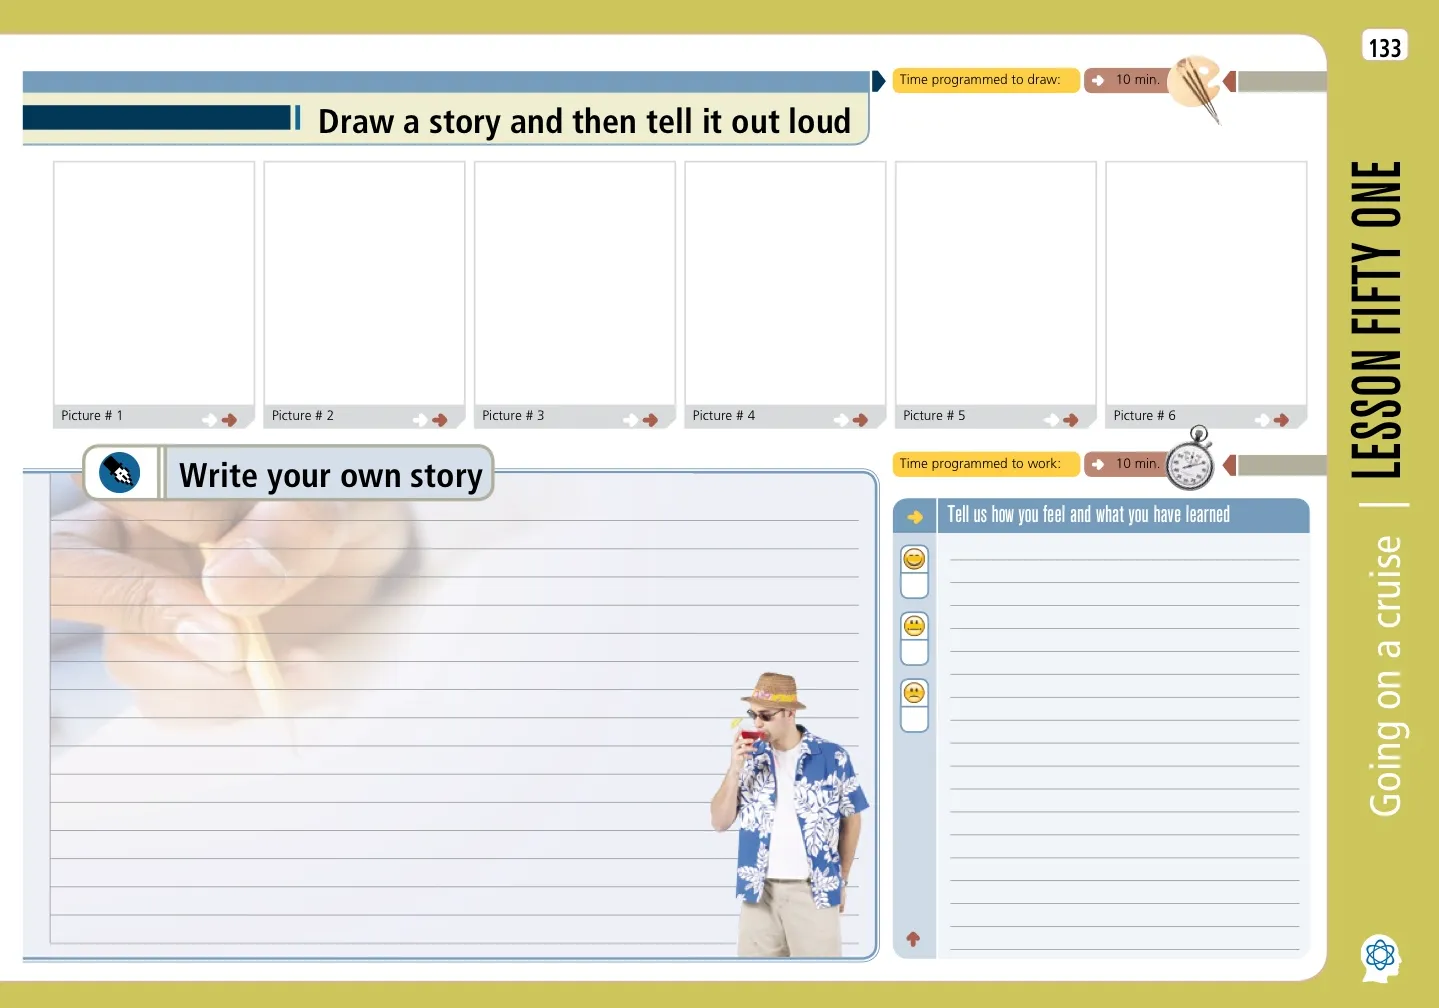 133
Time programmed to draw:
10 min.
Draw a story and then tell it out loud
Picture # 1
Picture # 2
Picture # 3
Picture # 4
Picture # 5
Picture # 6
Write your own story
Time programmed to work:
10 min.
Tell us how you feel and what you have learned
LESSON FIFTY ONE
Going on a cruise